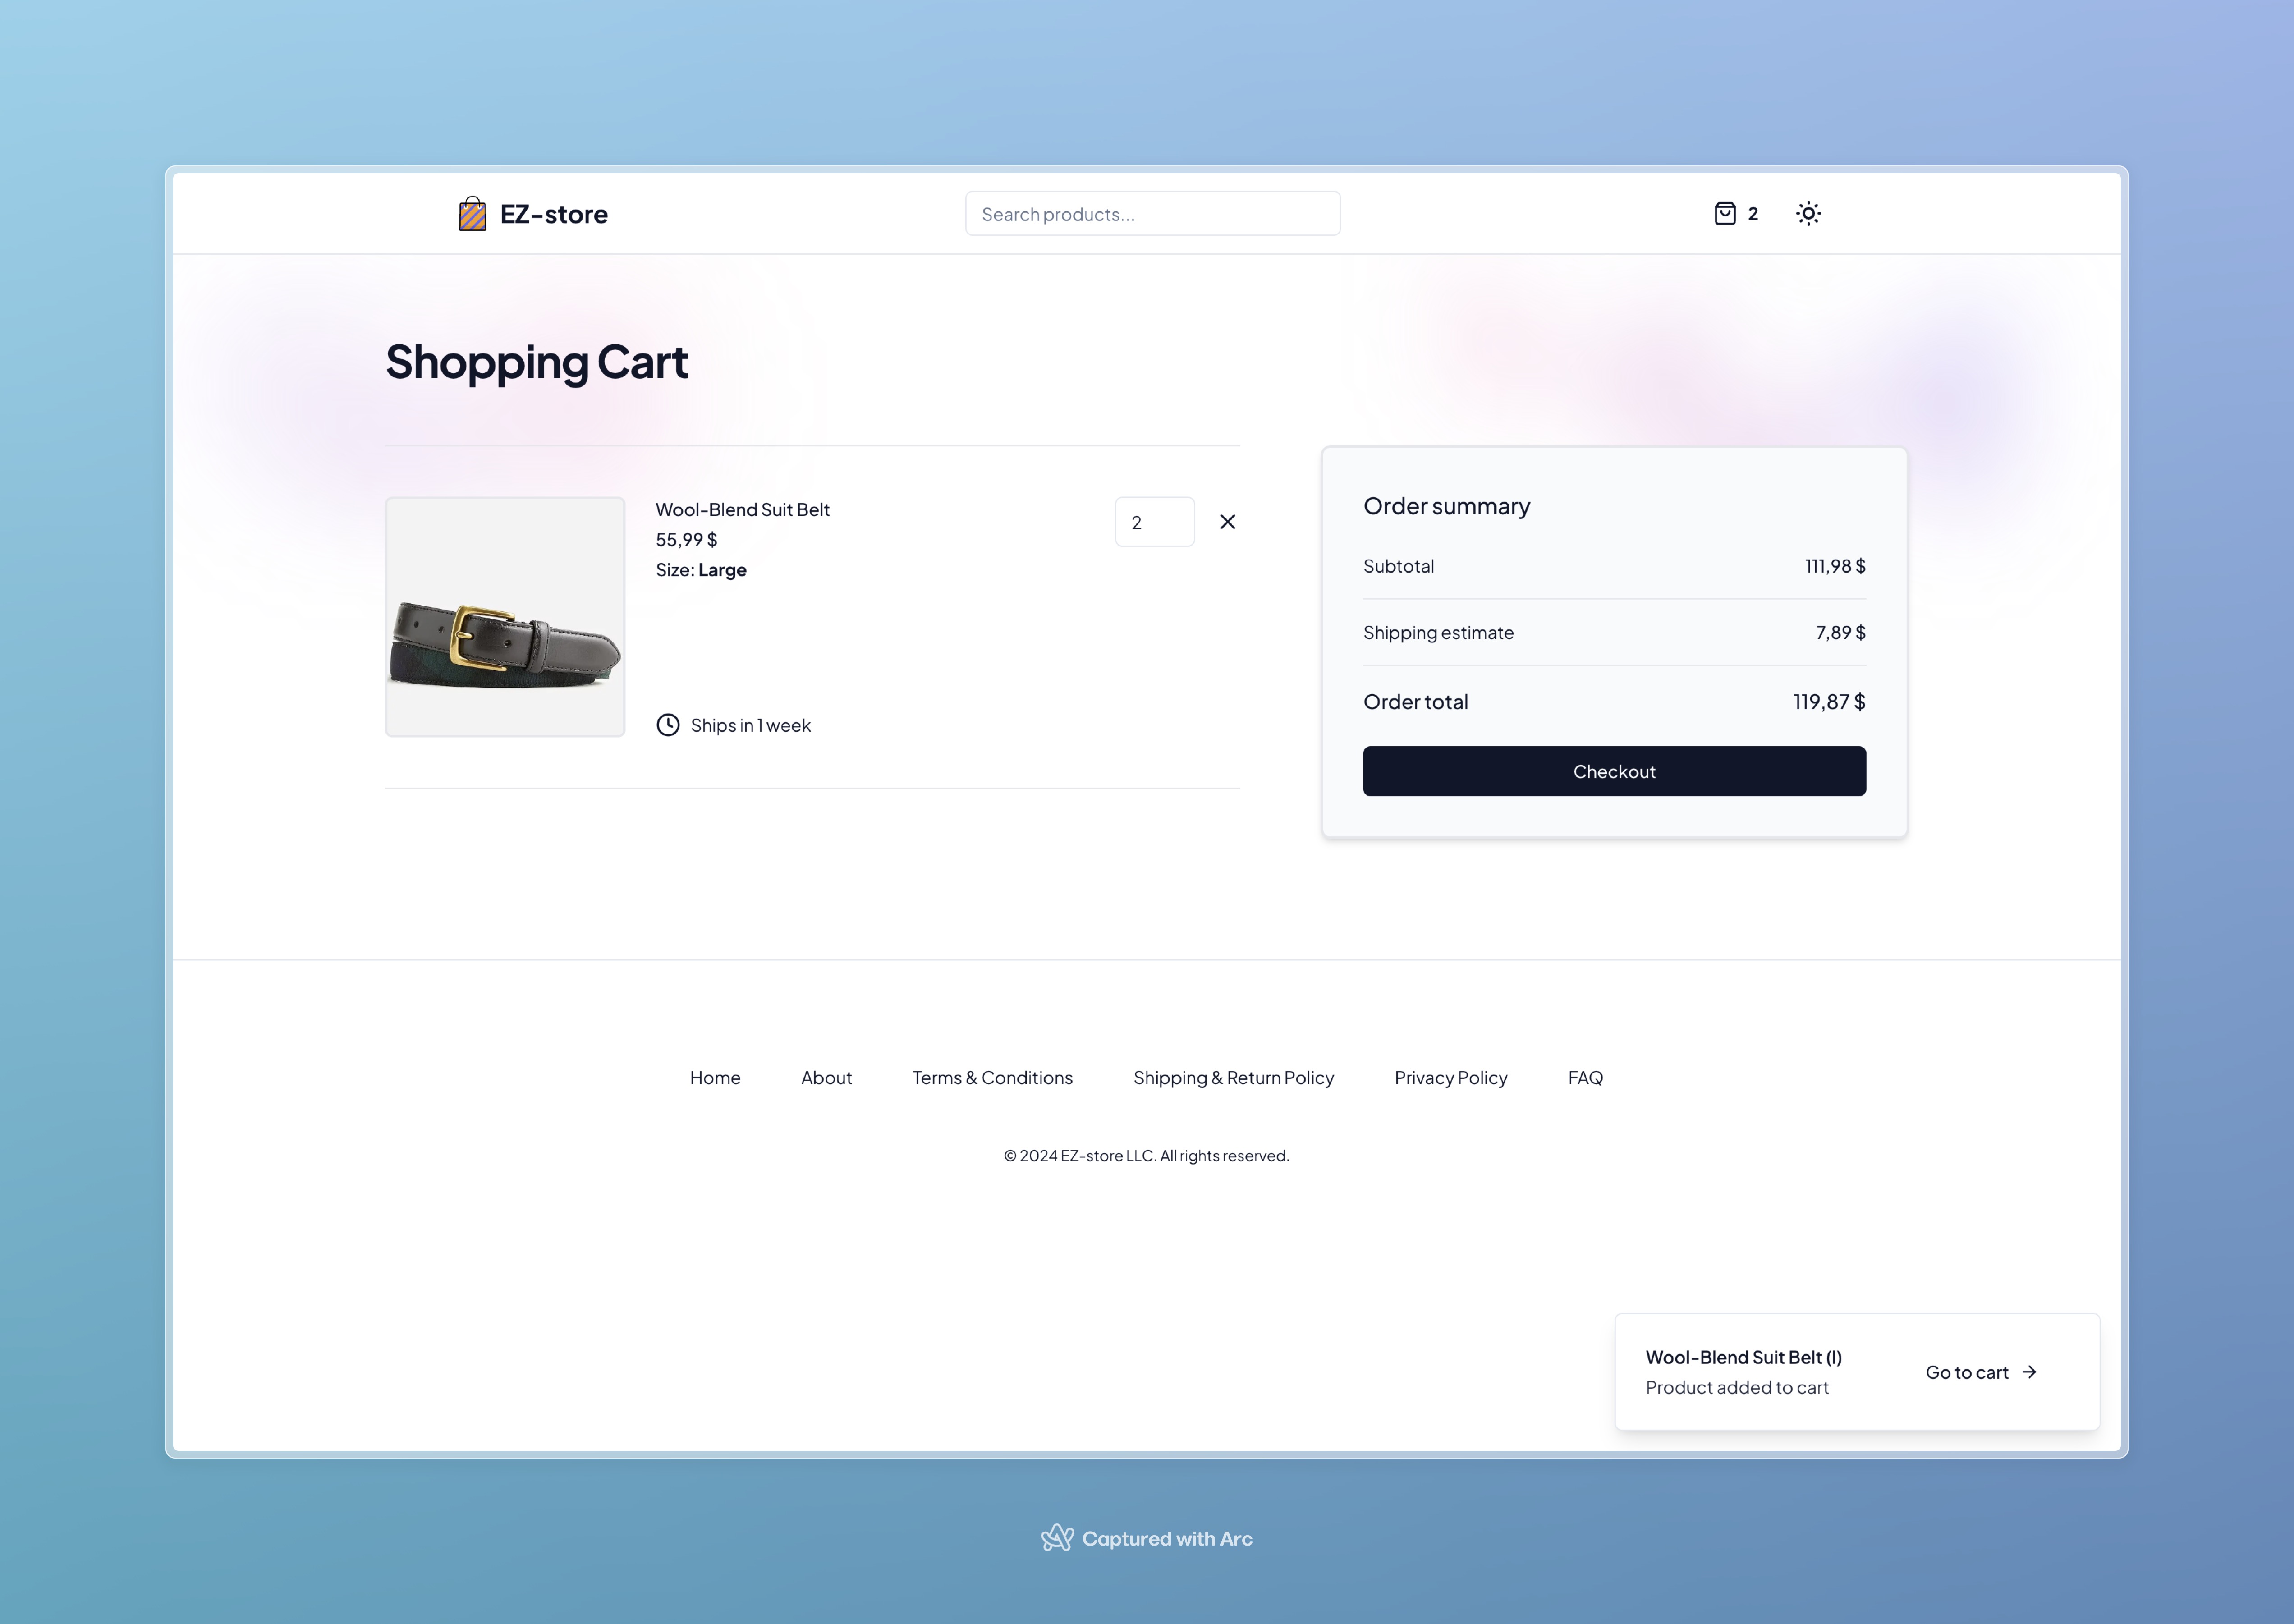 EZ-store
Search products...
2
Shopping Cart
Wool-Blend Suit Belt
55,99 $
Size: Large
2
Ships in 1 week
Order summary
Subtotal 111,98 $
Shipping estimate 7,89 $
Order total 119,87 $
Checkout
Home About Terms & Conditions Shipping & Return Policy Privacy Policy FAQ
© 2024 EZ-store LLC. All rights reserved.
Wool-Blend Suit Belt (l)
Product added to cart
Go to cart
Captured with Arc